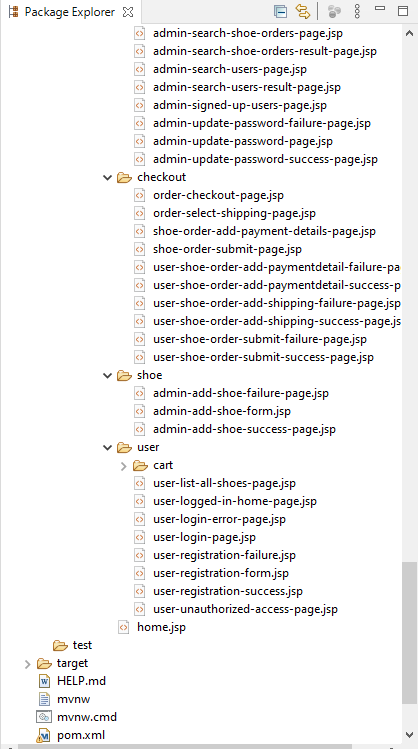 Package Explorer
admin-search-shoe-orders-page.jsp
admin-search-shoe-orders-result-page.jsp
admin-search-users-page.jsp
admin-search-users-result-page.jsp
admin-signed-up-users-page.jsp
admin-update-password-failure-page.jsp
admin-update-password-page.jsp
admin-update-password-success-page.jsp
checkout
order-checkout-page.jsp
order-select-shipping-page.jsp
shoe-order-add-payment-details-page.jsp
shoe-order-submit-page.jsp
user-shoe-order-add-paymentdetail-failure-pa
user-shoe-order-add-paymentdetail-success-p
user-shoe-order-add-shipping-failure-page.jsp
user-shoe-order-add-shipping-success-page.js
user-shoe-order-submit-failure-page.jsp
user-shoe-order-submit-success-page.jsp
shoe
admin-add-shoe-failure-page.jsp
admin-add-shoe-form.jsp
admin-add-shoe-success-page.jsp
user
cart
user-list-all-shoes-page.jsp
user-logged-in-home-page.jsp
user-login-error-page.jsp
user-login-page.jsp
user-registration-failure.jsp
user-registration-form.jsp
user-registration-success.jsp
user-unauthorized-access-page.jsp
home.jsp
test
target
HELP.md
mvnw
mvnw.cmd
pom.xml